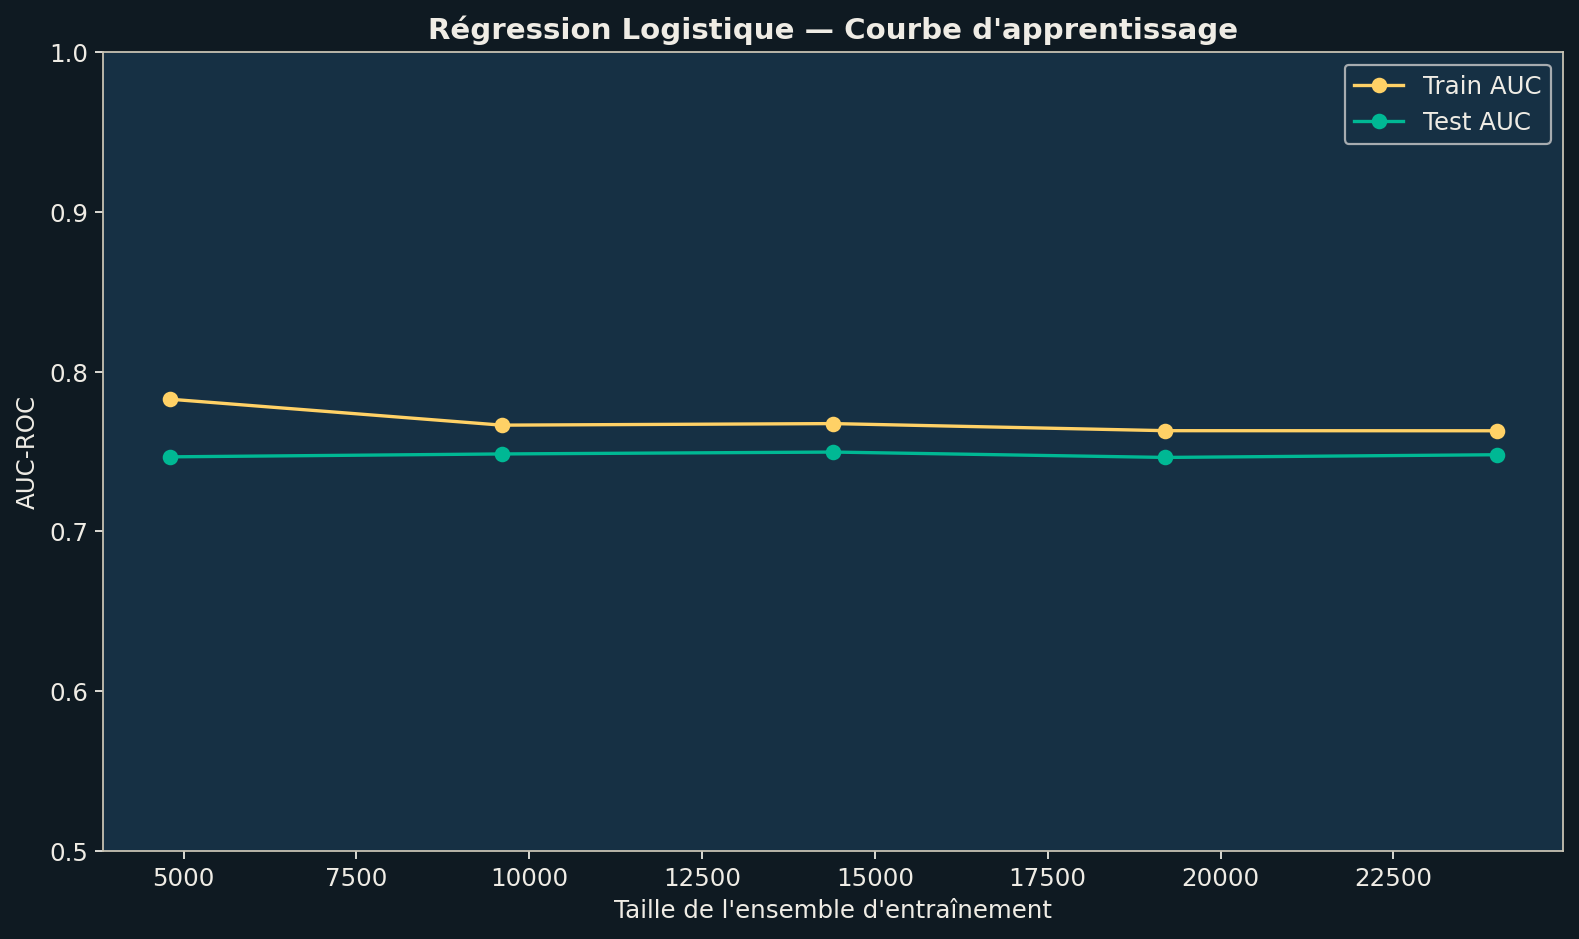 Régression Logistique — Courbe d'apprentissage
Train AUC
Test AUC
AUC-ROC
1.0
0.9
0.8
0.7
0.6
0.5
5000 7500 10000 12500 15000 17500 20000 22500
Taille de l'ensemble d'entraînement